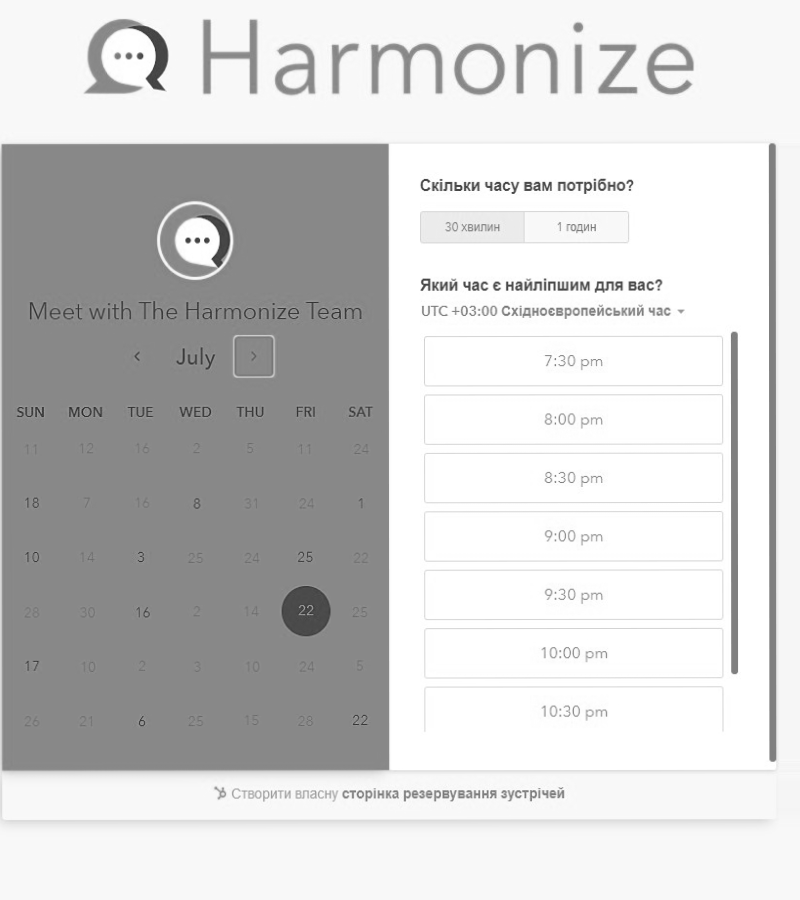 Harmonize
Meet with The Harmonize Team
July
SUN MON TUE WED THU FRI SAT
11 12 16 2 5 11 24
18 7 16 8 31 24 1
10 14 3 25 24 25 22
28 30 16 2 14 22 25
17 10 2 3 10 24 5
26 21 6 25 15 28 22
Скільки часу вам потрібно?
30 хвилин 1 годин
Який час є найліпшим для вас?
UTC +03:00 Східноєвропейський час
7:30 pm
8:00 pm
8:30 pm
9:00 pm
9:30 pm
10:00 pm
10:30 pm
Створити власну сторінка резервування зустрічей